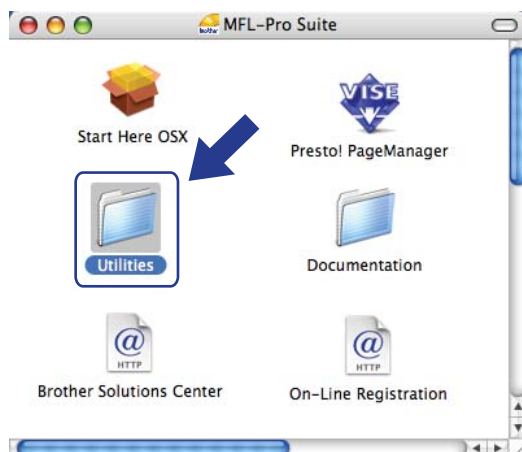 MFL-Pro Suite
Start Here OSX
VISE
Presto! PageManager
Utilities
Documentation
@
HTTP
@
HTTP
Brother Solutions Center
On-Line Registration